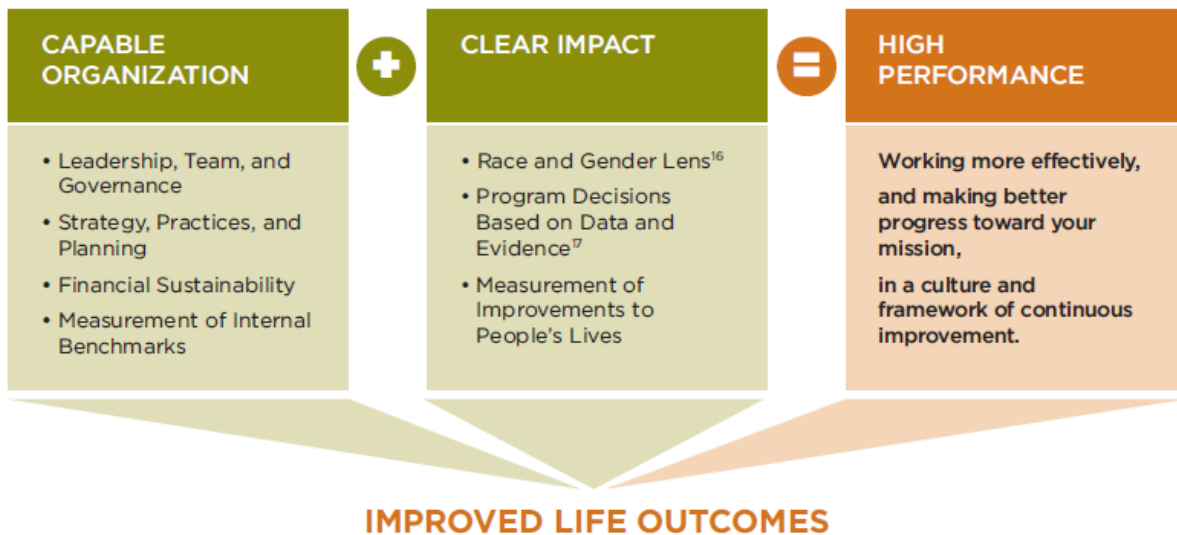 CAPABLE
ORGANIZATION
• Leadership, Team, and
Governance
• Strategy, Practices, and
Planning
• Financial Sustainability
• Measurement of Internal
Benchmarks
+
CLEAR IMPACT
• Race and Gender Lens¹⁶
• Program Decisions
Based on Data and
Evidence¹⁷
• Measurement of
Improvements to
People’s Lives
=
HIGH
PERFORMANCE
Working more effectively,
and making better
progress toward your
mission,
in a culture and
framework of continuous
improvement.
IMPROVED LIFE OUTCOMES